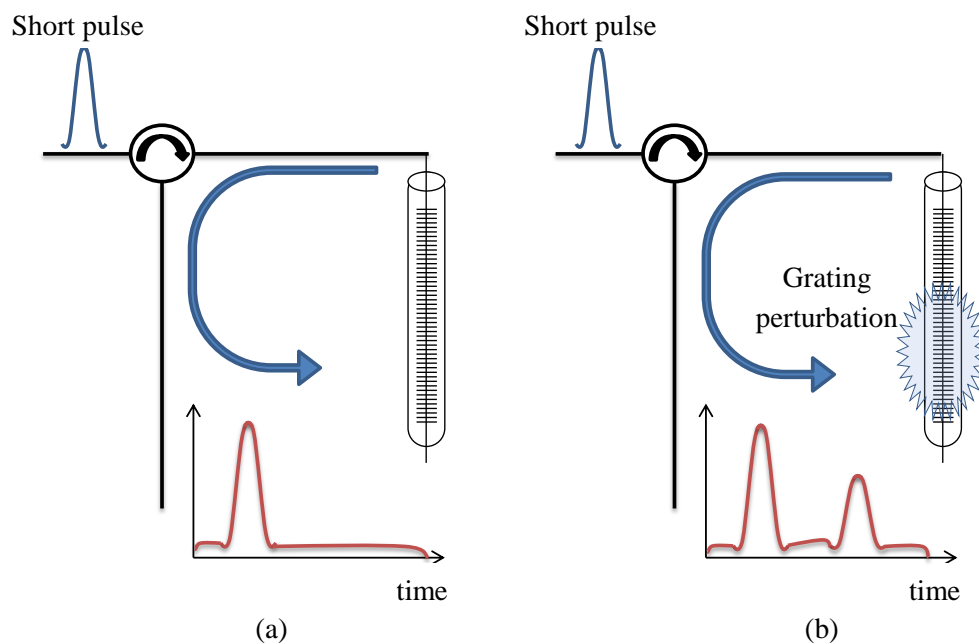 Short pulse
time
(a)
Short pulse
Grating
perturbation
time
(b)